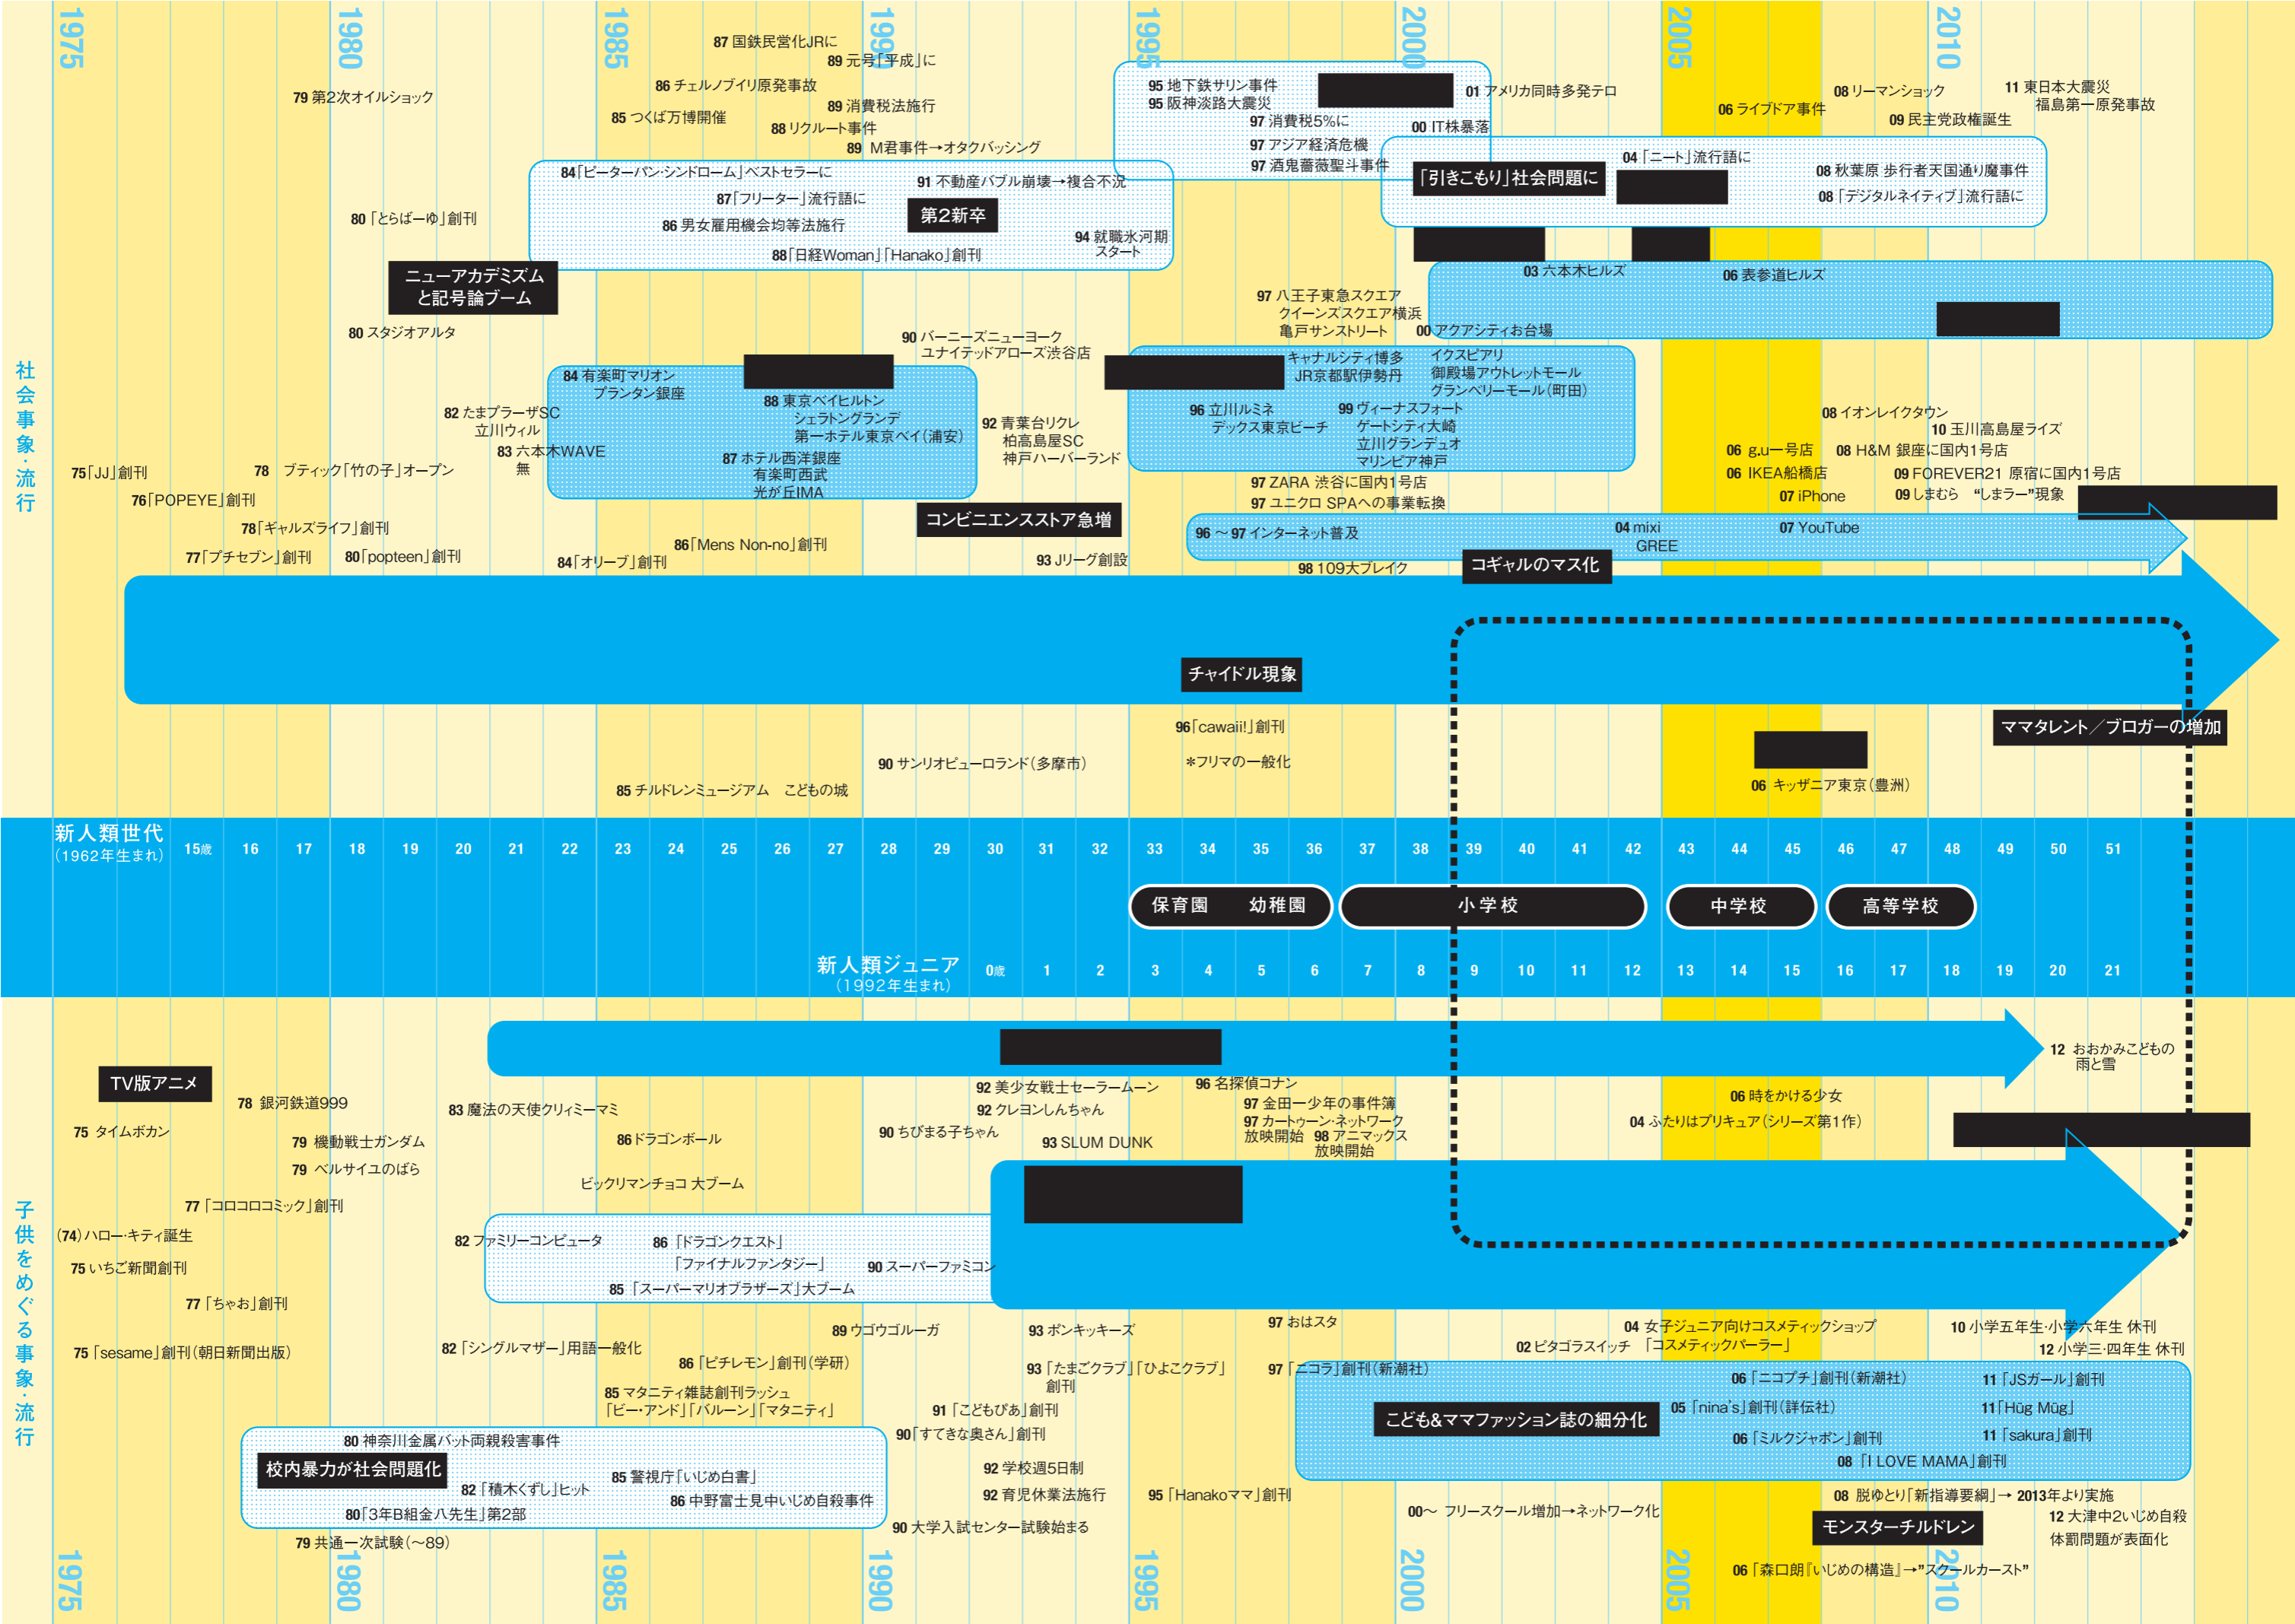 1975
1980
1985
1990
1995
2000
2005
2010
社会事象・流行
87 国鉄民営化JRに
89 元号「平成」に
79 第2次オイルショック
86 チェルノブイリ原発事故
89 消費税法施行
85 つくば万博開催
88 リクルート事件
89 M君事件→オタクバッシング
95 地下鉄サリン事件
95 阪神淡路大震災
97 消費税5%に
97 アジア経済危機
97 酒鬼薔薇聖斗事件
01 アメリカ同時多発テロ
00 IT株暴落
06 ライブドア事件
08 リーマンショック
09 民主党政権誕生
11 東日本大震災
福島第一原発事故
84「ピーターパン・シンドローム」ベストセラーに
91 不動産バブル崩壊→複合不況
87「フリーター」流行語に
第2新卒
86 男女雇用機会均等法施行
94 就職氷河期
スタート
88「日経Woman」「Hanako」創刊
80「とらばーゆ」創刊
「引きこもり」社会問題に
04「ニート」流行語に
08 秋葉原 歩行者天国通り魔事件
08「デジタルネイティブ」流行語に
ニューアカデミズム
と記号論ブーム
80 スタジオアルタ
90 バーニーズニューヨーク
ユナイテッドアローズ渋谷店
97 八王子東急スクエア
クイーンズスクエア横浜
亀戸サンストリート
00 アクアシティお台場
03 六本木ヒルズ
06 表参道ヒルズ
84 有楽町マリオン
プランタン銀座
88 東京ベイヒルトン
シェラトングランデ
第一ホテル東京ベイ(浦安)
87 ホテル西洋銀座
有楽町西武
光が丘IMA
82 たまプラーザSC
立川ウィル
83 六本木WAVE
無
92 青葉台リクレ
柏高島屋SC
神戸ハーバーランド
キャナルシティ博多
JR京都駅伊勢丹
イクスピアリ
御殿場アウトレットモール
グランベリーモール(町田)
96 立川ルミネ
デックス東京ビーチ
99 ヴィーナスフォート
ゲートシティ大崎
立川グランデュオ
マリンピア神戸
08 イオンレイクタウン
10 玉川高島屋ライズ
06 g.u一号店
08 H&M 銀座に国内1号店
06 IKEA船橋店
09 FOREVER21 原宿に国内1号店
07 iPhone
09 しまむら “しまラー”現象
75「JJ」創刊
78 ブティック「竹の子」オープン
76「POPEYE」創刊
78「ギャルズライフ」創刊
77「プチセブン」創刊
80「popteen」創刊
84「オリーブ」創刊
86「Mens Non-no」創刊
コンビニエンスストア急増
93 Jリーグ創設
97 ZARA 渋谷に国内1号店
97 ユニクロ SPAへの事業転換
96 〜 97 インターネット普及
04 mixi
GREE
07 YouTube
98 109大ブレイク
コギャルのマス化
チャイドル現象
96「cawaii!」創刊
90 サンリオピューロランド(多摩市)
*フリマの一般化
85 チルドレンミュージアム こどもの城
ママタレント/ブロガーの増加
06 キッザニア東京(豊洲)
新人類世代
(1962年生まれ)
15歳 16 17 18 19 20 21 22 23 24 25 26 27 28 29 30 31 32 33 34 35 36 37 38 39 40 41 42 43 44 45 46 47 48 49 50 51
保育園 幼稚園 小学校 中学校 高等学校
新人類ジュニア
(1992年生まれ)
0歳 1 2 3 4 5 6 7 8 9 10 11 12 13 14 15 16 17 18 19 20 21
子供をめぐる事象・流行
12 おおかみこどもの
雨と雪
TV版アニメ
78 銀河鉄道999
83 魔法の天使クリィミーマミ
75 タイムボカン
79 機動戦士ガンダム
79 ベルサイユのばら
86ドラゴンボール
90 ちびまる子ちゃん
92 美少女戦士セーラームーン
92 クレヨンしんちゃん
93 SLUM DUNK
96 名探偵コナン
97 金田一少年の事件簿
97 カートゥーン・ネットワーク
放映開始
98 アニマックス
放映開始
06 時をかける少女
04 ふたりはプリキュア(シリーズ第1作)
ビックリマンチョコ 大ブーム
77「コロコロコミック」創刊
(74)ハロー・キティ誕生
75 いちご新聞創刊
77「ちゃお」創刊
82 ファミリーコンピュータ
86 「ドラゴンクエスト」
「ファイナルファンタジー」
90 スーパーファミコン
85 「スーパーマリオブラザーズ」大ブーム
75「sesame」創刊(朝日新聞出版)
82「シングルマザー」用語一般化
89 ウゴウゴルーガ
93 ポンキッキーズ
97 おはスタ
86「ピチレモン」創刊(学研)
85 マタニティ雑誌創刊ラッシュ
「ビー・アンド」「バルーン」「マタニティ」
93「たまごクラブ」「ひよこクラブ」
創刊
91「こどもぴあ」創刊
90「すてきな奥さん」創刊
97「ニコラ」創刊(新潮社)
02 ピタゴラスイッチ
04 女子ジュニア向けコスメティックショップ
「コスメティックパーラー」
10 小学五年生・小学六年生 休刊
12 小学三・四年生 休刊
06「ニコプチ」創刊(新潮社)
11「JSガール」創刊
こども&ママファッション誌の細分化
05「nina's」創刊(詳伝社)
11「Hüg Müg」
06「ミルクジャポン」創刊
11「sakura」創刊
08 「I LOVE MAMA」創刊
80 神奈川金属バット両親殺害事件
校内暴力が社会問題化
82「積木くずし」ヒット
85 警視庁「いじめ白書」
86 中野富士見中いじめ自殺事件
80「3年B組金八先生」第2部
79 共通一次試験(〜89)
92 学校週5日制
92 育児休業法施行
90 大学入試センター試験始まる
95「Hanakoママ」創刊
00〜 フリースクール増加→ネットワーク化
08 脱ゆとり「新指導要綱」→ 2013年より実施
モンスターチルドレン
12 大津中2いじめ自殺
体罰問題が表面化
06「森口朗『いじめの構造』→”スクールカースト”
1975
1980
1985
1990
1995
2000
2005
2010